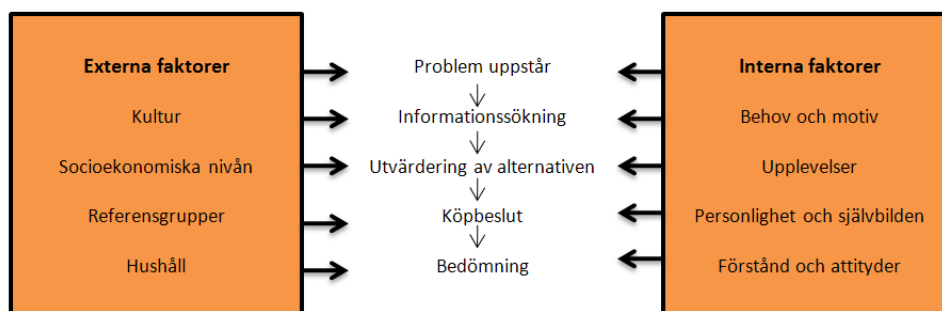 Externa faktorer
Kultur
Socioekonomiska nivån
Referensgrupper
Hushåll
Problem uppstår
Informationssökning
Utvärdering av alternativen
Köpbeslut
Bedömning
Interna faktorer
Behov och motiv
Upplevelser
Personlighet och självbilden
Förstånd och attityder